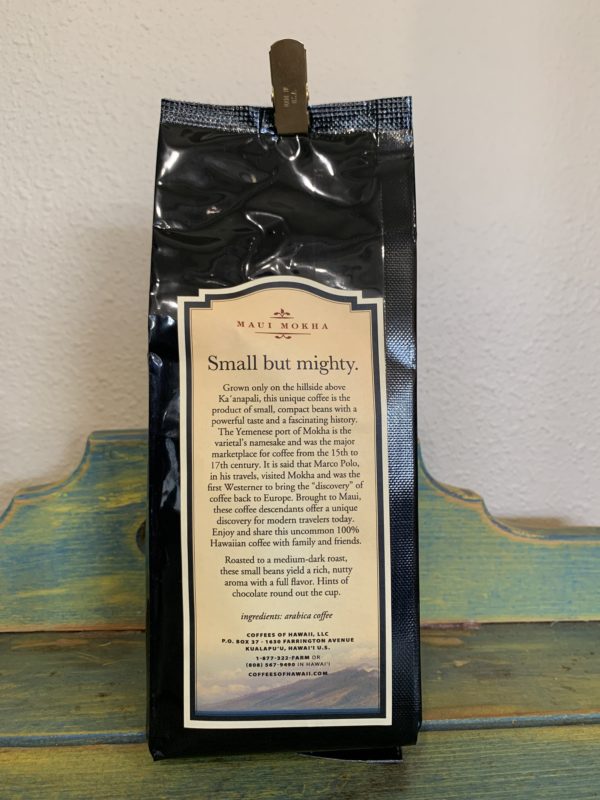 MADE IN
U.S.A.
MAUI MOKHA
Small but mighty.
Grown only on the hillside above
Kaʻanapali, this unique coffee is the
product of small, compact beans with a
powerful taste and a fascinating history.
The Yemenese port of Mokha is the
varietal's namesake and was the major
marketplace for coffee from the 15th to
17th century. It is said that Marco Polo,
in his travels, visited Mokha and was the
first Westerner to bring the "discovery" of
coffee back to Europe. Brought to Maui,
these coffee descendants offer a unique
discovery for modern travelers today.
Enjoy and share this uncommon 100%
Hawaiian coffee with family and friends.
Roasted to a medium-dark roast,
these small beans yield a rich, nutty
aroma with a full flavor. Hints of
chocolate round out the cup.
ingredients: arabica coffee
COFFEES OF HAWAII, LLC
P.O. BOX 37 · 1630 FARRINGTON AVENUE
KUALAPU'U, HAWAI'I U.S.
1-877-322-FARM OR
(808) 567-9490 IN HAWAI'I
COFFEESOFHAWAII.COM